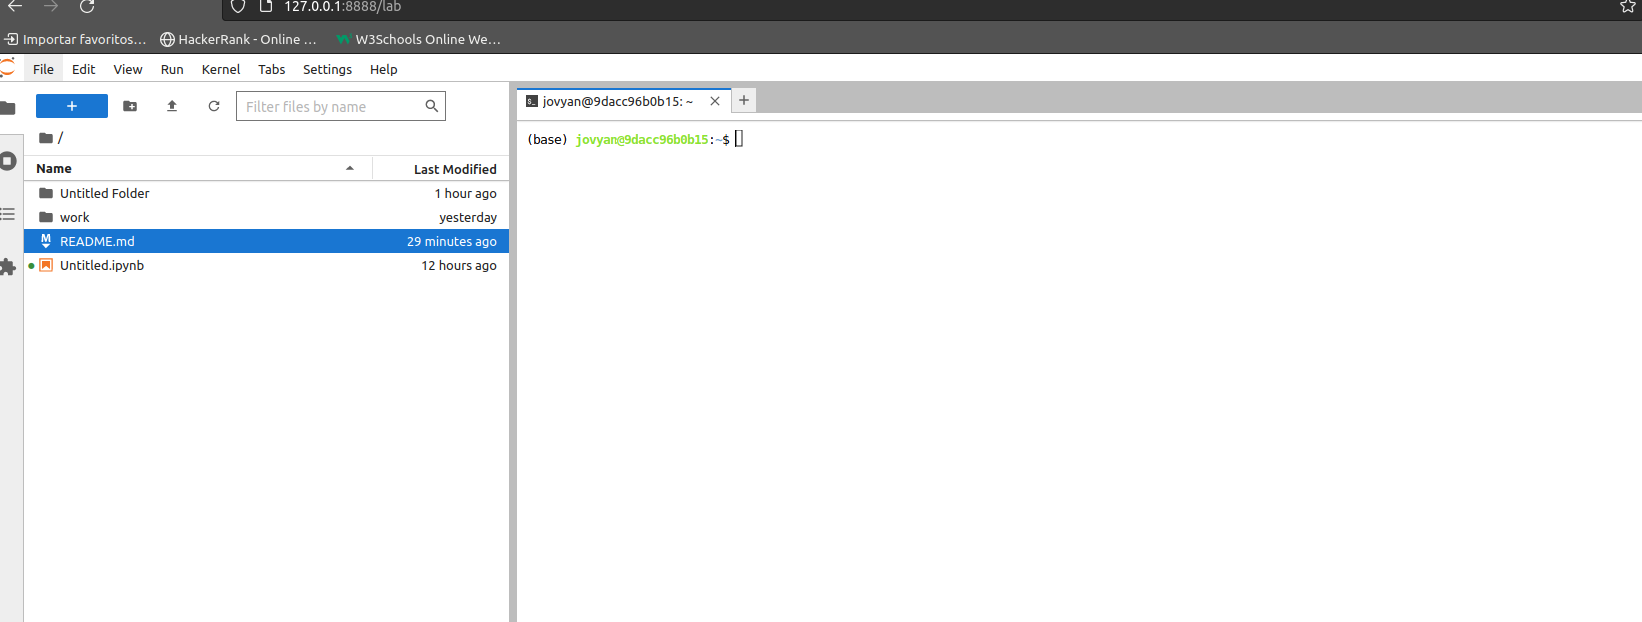 127.0.0.1:8888/lab
Importar favoritos... HackerRank - Online ... W3Schools Online We...
File Edit View Run Kernel Tabs Settings Help
+ Filter files by name
/
Name Last Modified
Untitled Folder 1 hour ago
work yesterday
README.md 29 minutes ago
Untitled.ipynb 12 hours ago
jovyan@9dacc96b0b15: ~
(base) jovyan@9dacc96b0b15:~$